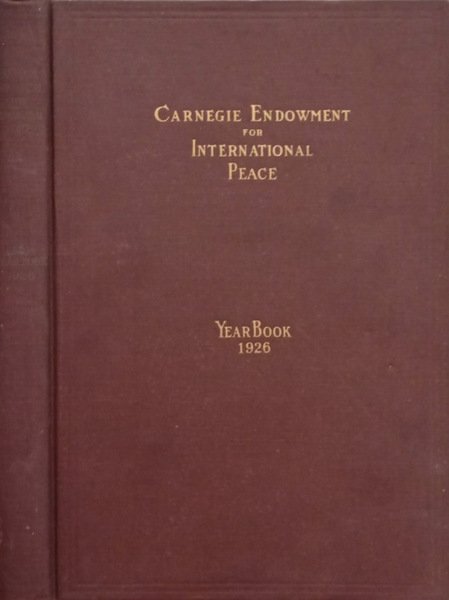 CARNEGIE ENDOWMENT
FOR
INTERNATIONAL
PEACE
YEAR BOOK
1926